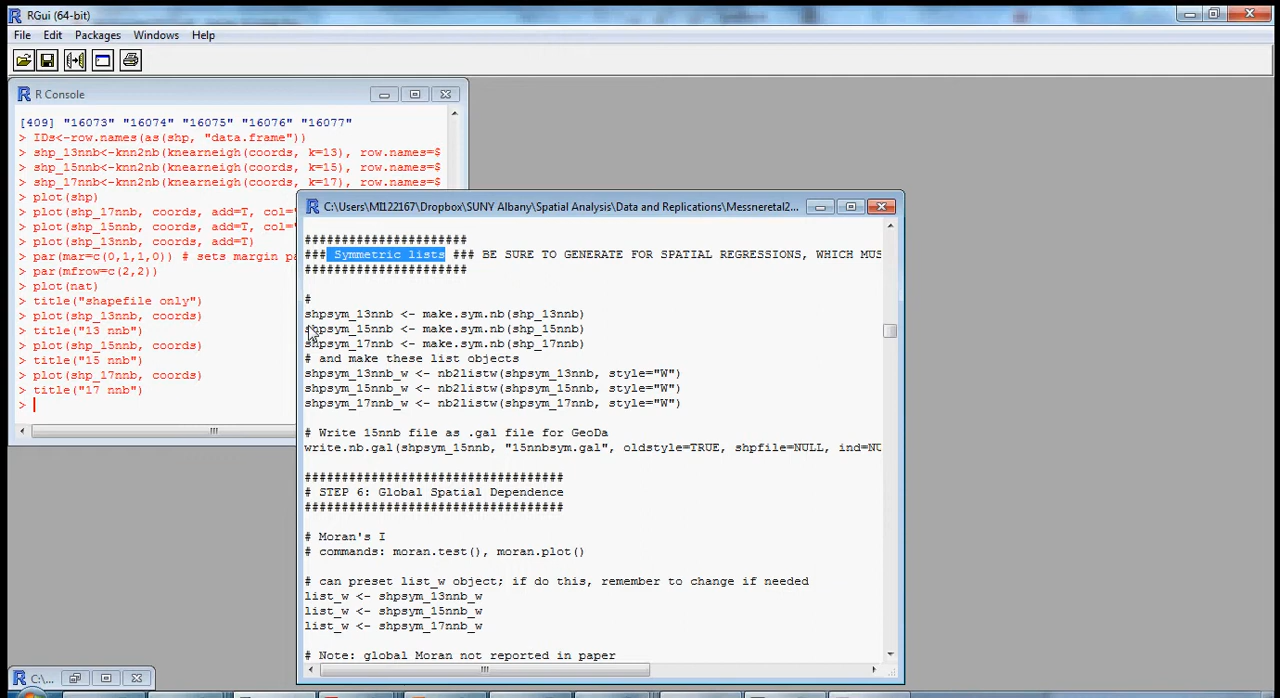 RGui (64-bit)
File Edit Packages Windows Help
R Console
[409] "16073" "16074" "16075" "16076" "16077"
> IDs<-row.names(as(shp, "data.frame"))
> shp_13nnb<-knn2nb(knearneigh(coords, k=13), row.names=$
> shp_15nnb<-knn2nb(knearneigh(coords, k=15), row.names=$
> shp_17nnb<-knn2nb(knearneigh(coords, k=17), row.names=$
> plot(shp)
> plot(shp_17nnb, coords, add=T, col="
> plot(shp_15nnb, coords, add=T, col=
> plot(shp_13nnb, coords, add=T)
> par(mar=c(0,1,1,0)) # sets margin pa
> par(mfrow=c(2,2))
> plot(nat)
> title("shapefile only")
> plot(shp_13nnb, coords)
> title("13 nnb")
> plot(shp_15nnb, coords)
> title("15 nnb")
> plot(shp_17nnb, coords)
> title("17 nnb")
>
C:\Users\MI122167\Dropbox\SUNY Albany\Spatial Analysis\Data and Replications\Messneretal2...
######################
### Symmetric lists ### BE SURE TO GENERATE FOR SPATIAL REGRESSIONS, WHICH MUS
######################
#
shpsym_13nnb <- make.sym.nb(shp_13nnb)
shpsym_15nnb <- make.sym.nb(shp_15nnb)
shpsym_17nnb <- make.sym.nb(shp_17nnb)
# and make these list objects
shpsym_13nnb_w <- nb2listw(shpsym_13nnb, style="W")
shpsym_15nnb_w <- nb2listw(shpsym_15nnb, style="W")
shpsym_17nnb_w <- nb2listw(shpsym_17nnb, style="W")
# Write 15nnb file as .gal file for GeoDa
write.nb.gal(shpsym_15nnb, "15nnbsym.gal", oldstyle=TRUE, shpfile=NULL, ind=NU
###################################
# STEP 6: Global Spatial Dependence
###################################
# Moran's I
# commands: moran.test(), moran.plot()
# can preset list_w object; if do this, remember to change if needed
list_w <- shpsym_13nnb_w
list_w <- shpsym_15nnb_w
list_w <- shpsym_17nnb_w
# Note: global Moran not reported in paper
C:\...